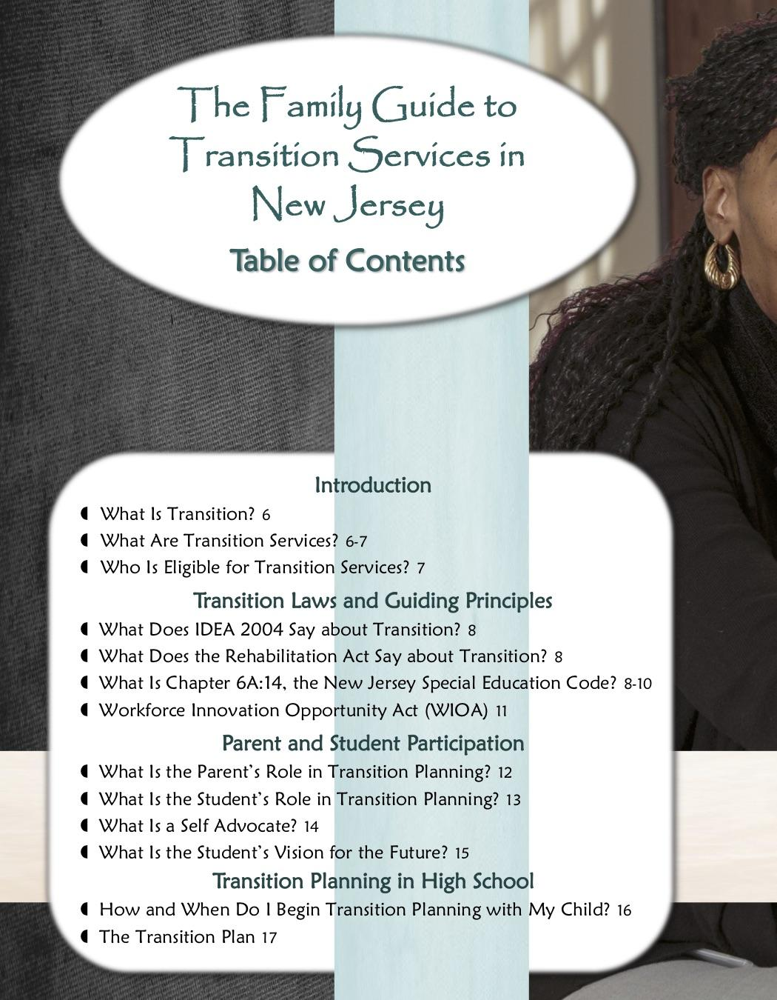 The Family Guide to
Transition Services in
New Jersey
Table of Contents
Introduction
What Is Transition? 6
What Are Transition Services? 6-7
Who Is Eligible for Transition Services? 7
Transition Laws and Guiding Principles
What Does IDEA 2004 Say about Transition? 8
What Does the Rehabilitation Act Say about Transition? 8
What Is Chapter 6A:14, the New Jersey Special Education Code? 8-10
Workforce Innovation Opportunity Act (WIOA) 11
Parent and Student Participation
What Is the Parent’s Role in Transition Planning? 12
What Is the Student’s Role in Transition Planning? 13
What Is a Self Advocate? 14
What Is the Student’s Vision for the Future? 15
Transition Planning in High School
How and When Do I Begin Transition Planning with My Child? 16
The Transition Plan 17